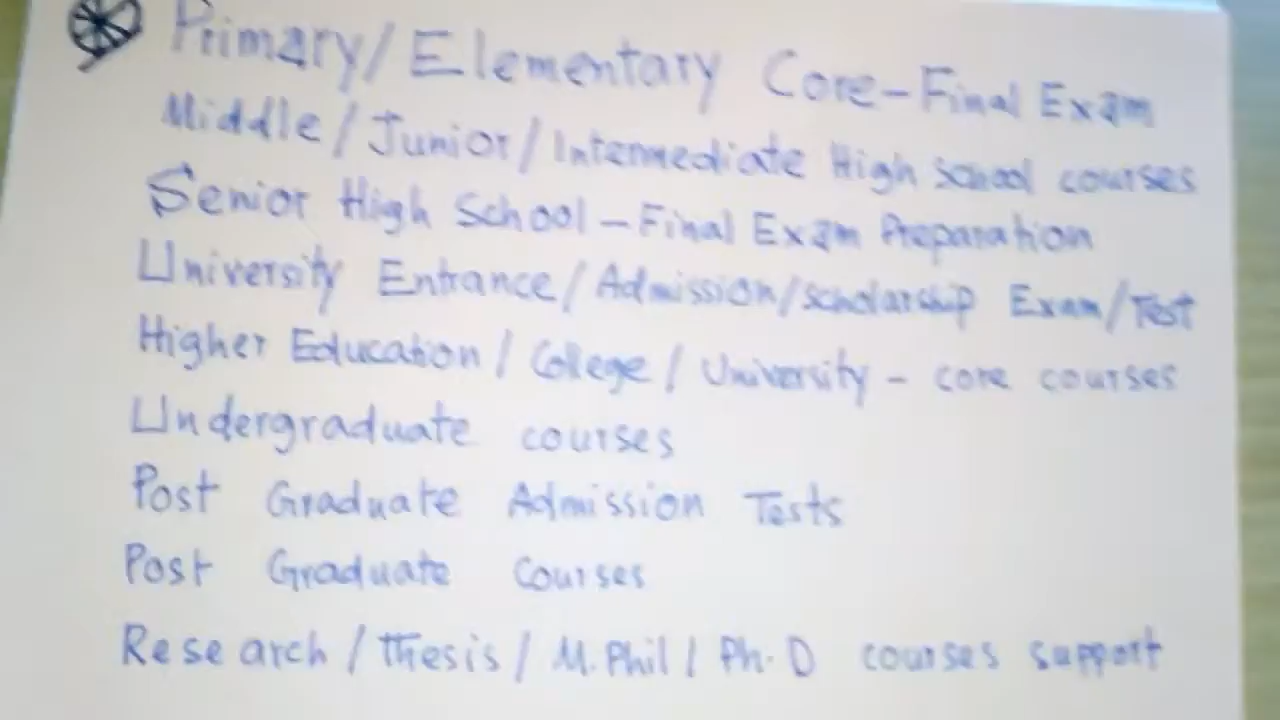 Primary/Elementary Core-Final Exam
Middle/Junior/Intermediate High School courses
Senior High School-Final Exam Preparation
University Entrance/Admission/scholarship Exam/Test
Higher Education/College/University - core courses
Undergraduate courses
Post Graduate Admission Tests
Post Graduate Courses
Research/Thesis/M.Phil/Ph.D courses support